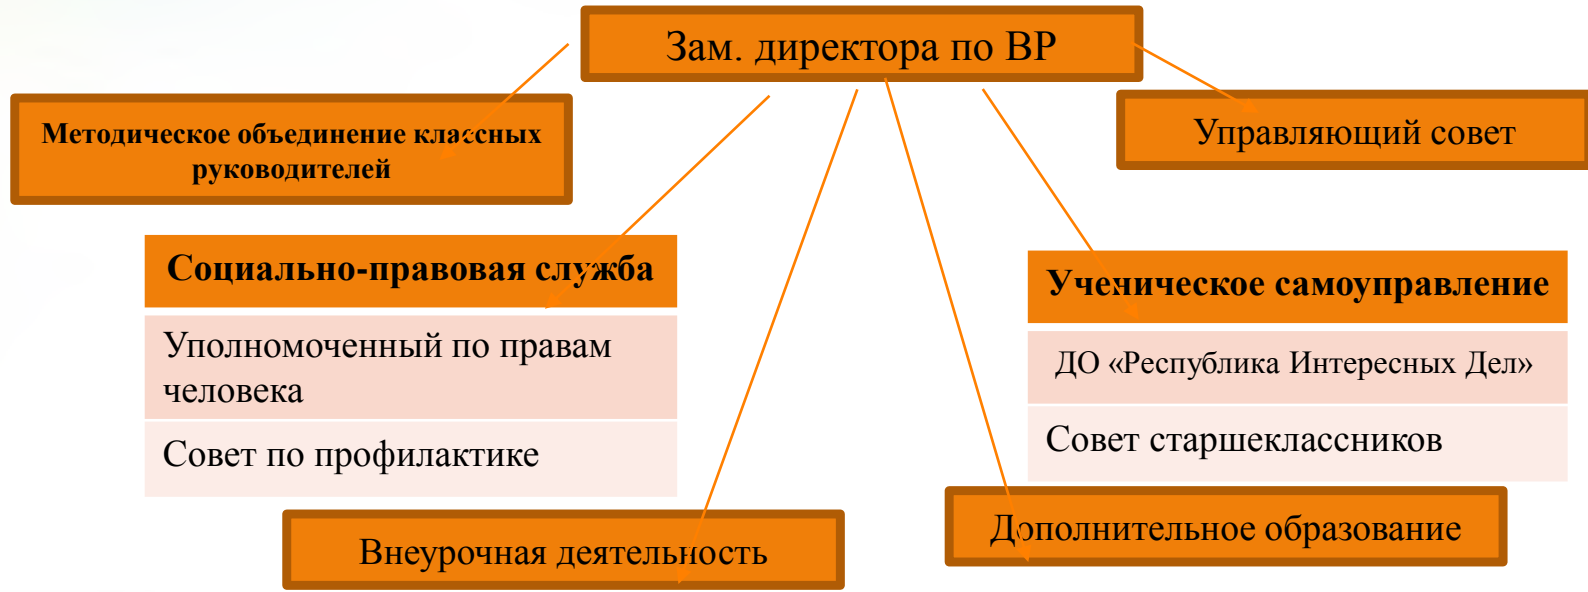 Зам. директора по ВР
Методическое объединение классных
руководителей
Управляющий совет
Социально-правовая служба
Уполномоченный по правам
человека
Совет по профилактике
Ученическое самоуправление
ДО «Республика Интересных Дел»
Совет старшеклассников
Внеурочная деятельность
Дополнительное образование